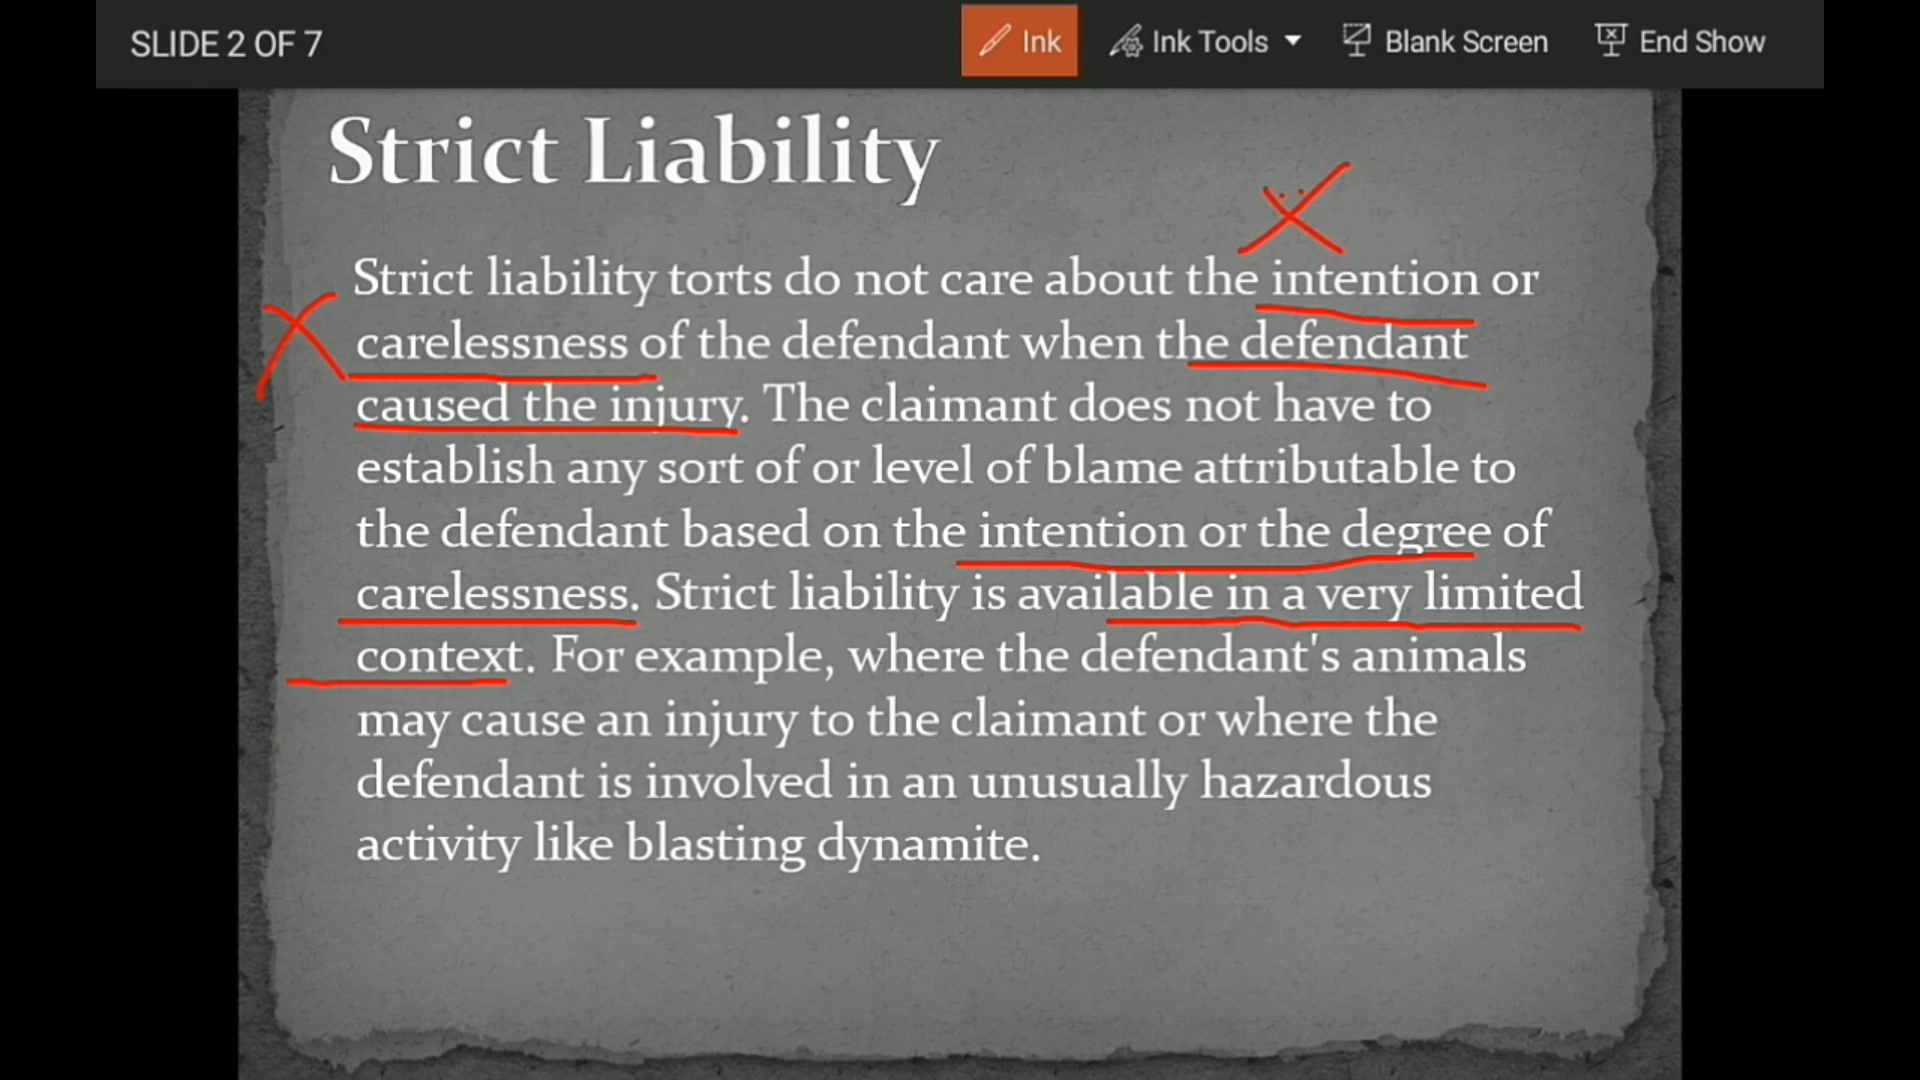 SLIDE 2 OF 7
Ink
Ink Tools
Blank Screen
End Show
Strict Liability
Strict liability torts do not care about the intention or
carelessness of the defendant when the defendant
caused the injury. The claimant does not have to
establish any sort of or level of blame attributable to
the defendant based on the intention or the degree of
carelessness. Strict liability is available in a very limited
context. For example, where the defendant's animals
may cause an injury to the claimant or where the
defendant is involved in an unusually hazardous
activity like blasting dynamite.